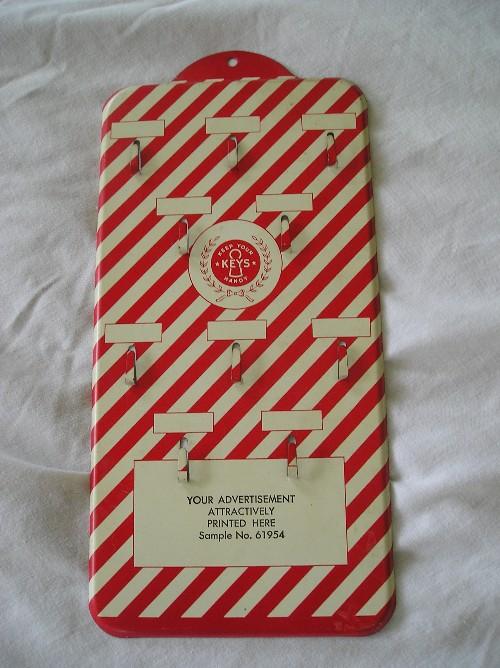 KEEP YOUR
KEYS
HANDY
YOUR ADVERTISEMENT
ATTRACTIVELY
PRINTED HERE
Sample No. 61954